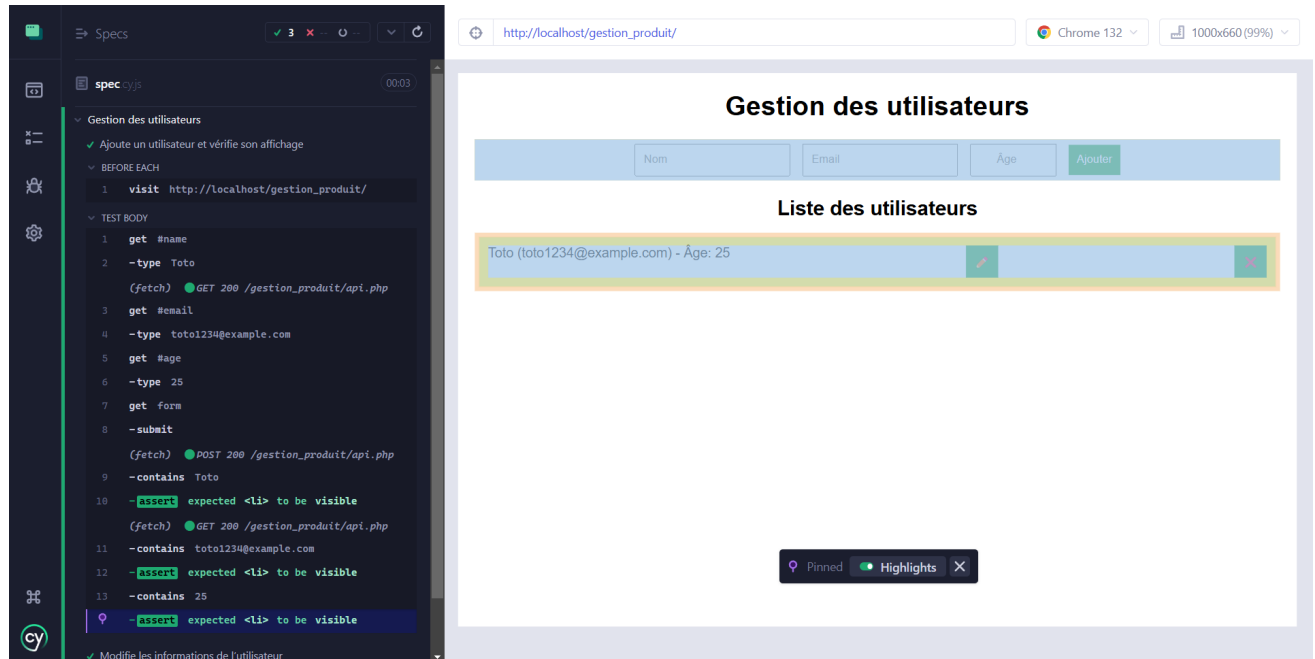 Specs
3 -- --
http://localhost/gestion_produit/
Chrome 132
1000x660 (99%)
spec.cy.js
00:03
Gestion des utilisateurs
Ajoute un utilisateur et vérifie son affichage
BEFORE EACH
1 visit http://localhost/gestion_produit/
TEST BODY
1 get #name
2 -type Toto
(fetch) GET 200 /gestion_produit/api.php
3 get #email
4 -type toto1234@example.com
5 get #age
6 -type 25
7 get form
8 -submit
(fetch) POST 200 /gestion_produit/api.php
9 -contains Toto
10 -assert expected <li> to be visible
(fetch) GET 200 /gestion_produit/api.php
11 -contains toto1234@example.com
12 -assert expected <li> to be visible
13 -contains 25
-assert expected <li> to be visible
Modifie les informations de l'utilisateur
cy
Gestion des utilisateurs
Nom
Email
Âge
Ajouter
Liste des utilisateurs
Toto (toto1234@example.com) - Âge: 25
Pinned
Highlights